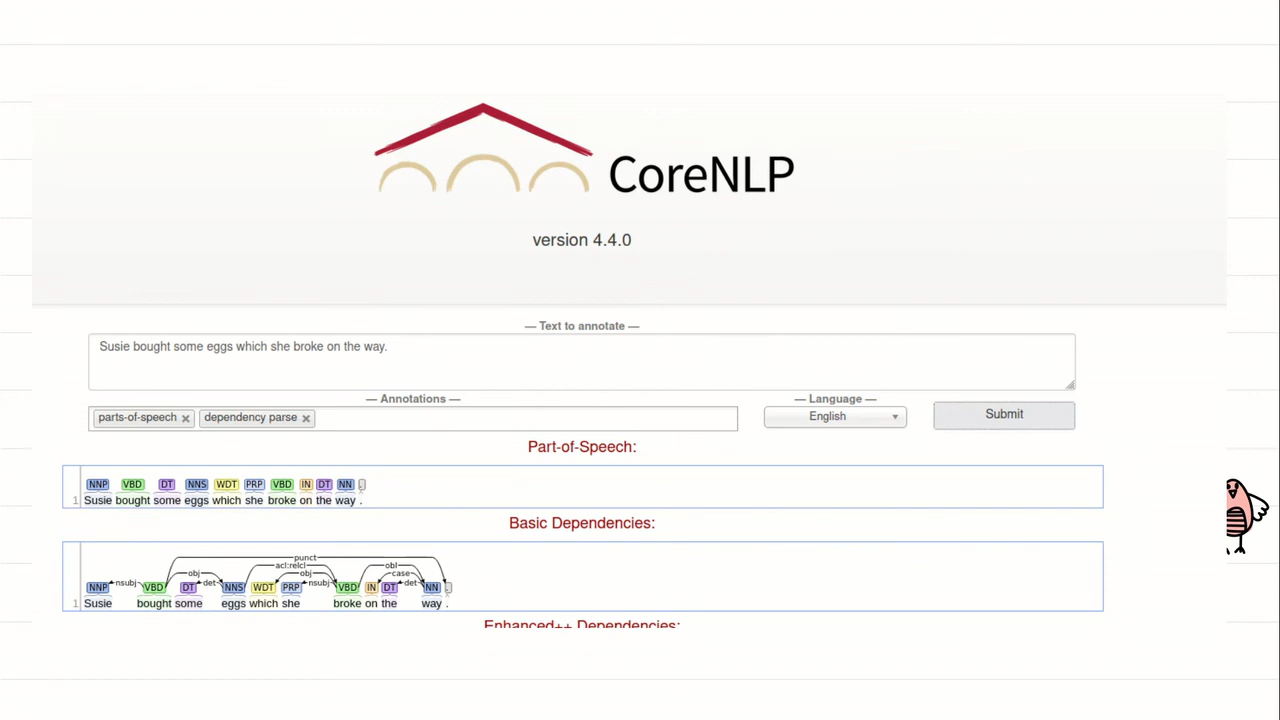 CoreNLP
version 4.4.0
— Text to annotate —
Susie bought some eggs which she broke on the way.
— Annotations — — Language —
parts-of-speech × dependency parse × English Submit
Part-of-Speech:
NNP VBD DT NNS WDT PRP VBD IN DT NN .
1 Susie bought some eggs which she broke on the way .
Basic Dependencies:
punct
acl:relcl obl
obj obj case
nsubj det nsubj det
NNP VBD DT NNS WDT PRP VBD IN DT NN .
1 Susie bought some eggs which she broke on the way .
Enhanced++ Dependencies: